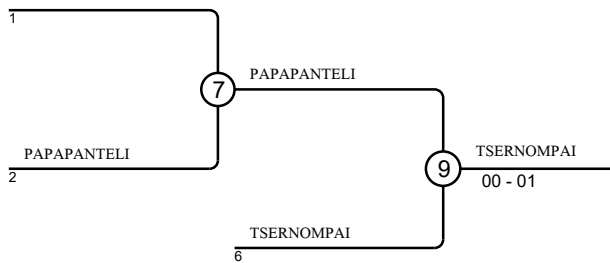 1
7
PAPAPANTELI
PAPAPANTELI
2
9
TSERNOMPAI
00 - 01
TSERNOMPAI
6